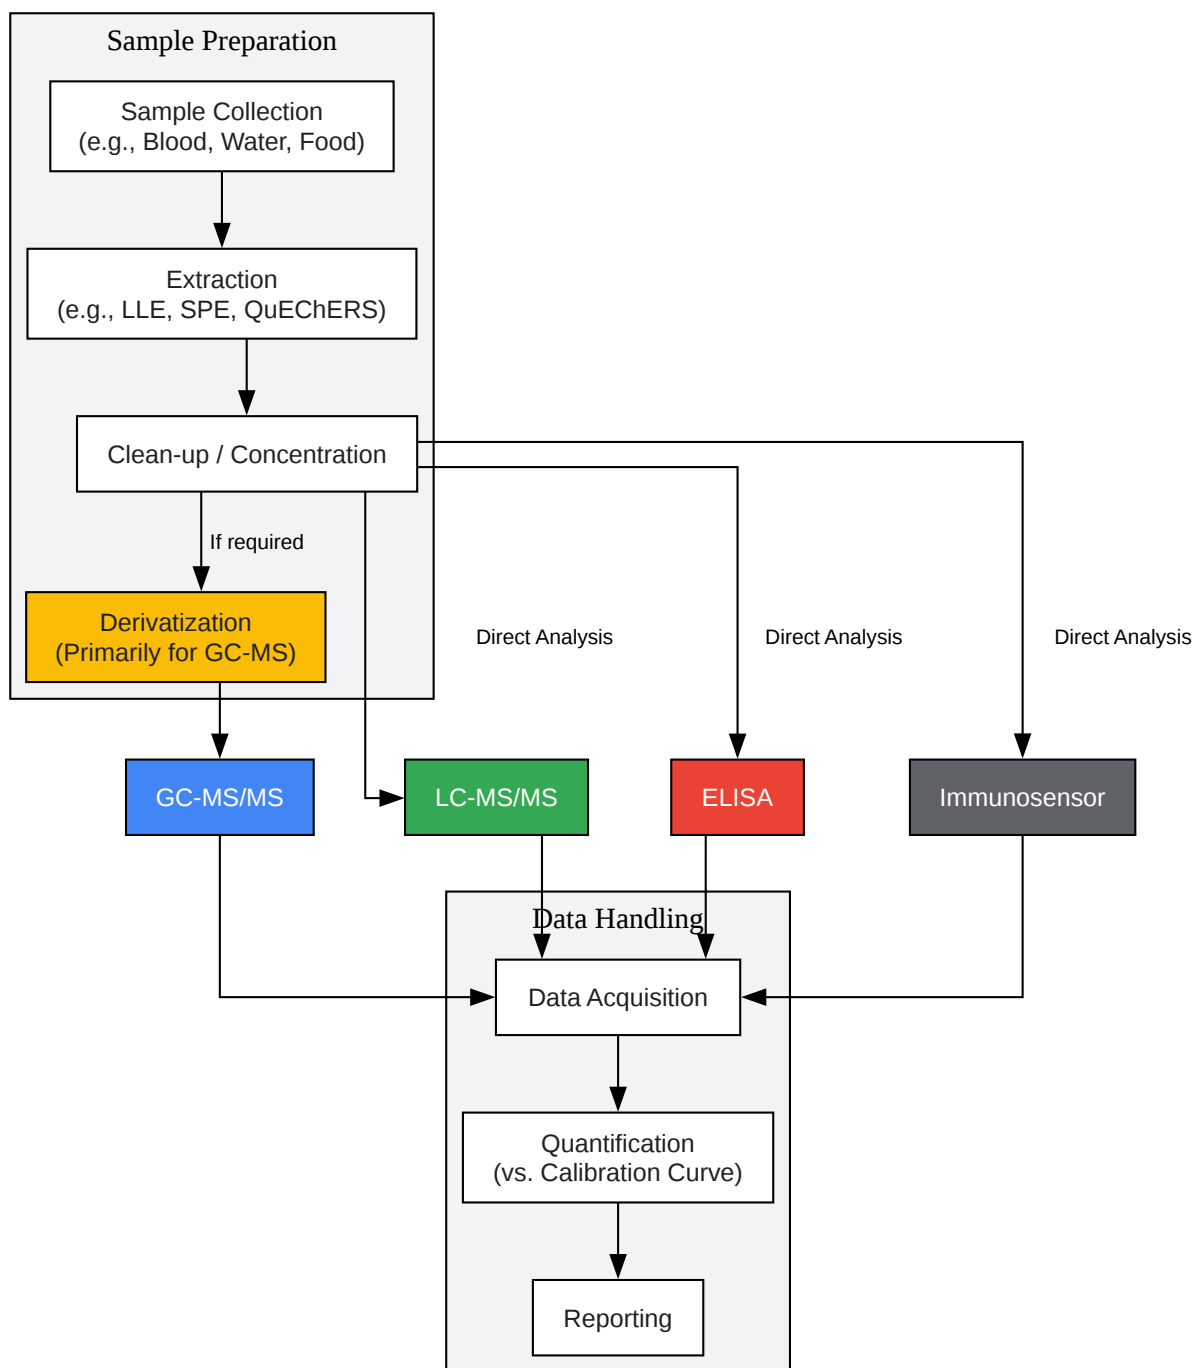 Sample Preparation
Sample Collection
(e.g., Blood, Water, Food)
Extraction
(e.g., LLE, SPE, QuEChERS)
Clean-up / Concentration
If required
Derivatization
(Primarily for GC-MS)
Direct Analysis
Direct Analysis
Direct Analysis
GC-MS/MS
LC-MS/MS
ELISA
Immunosensor
Data Handling
Data Acquisition
Quantification
(vs. Calibration Curve)
Reporting